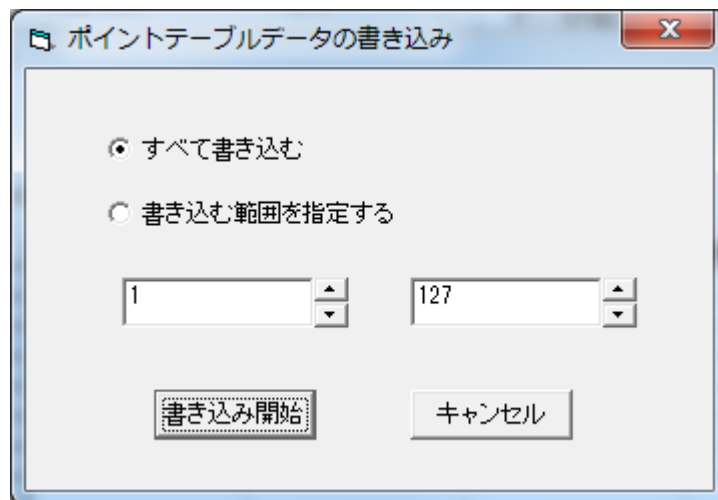 ポイントテーブルデータの書き込み
すべて書き込む
書き込む範囲を指定する
1 127
書き込み開始 キャンセル